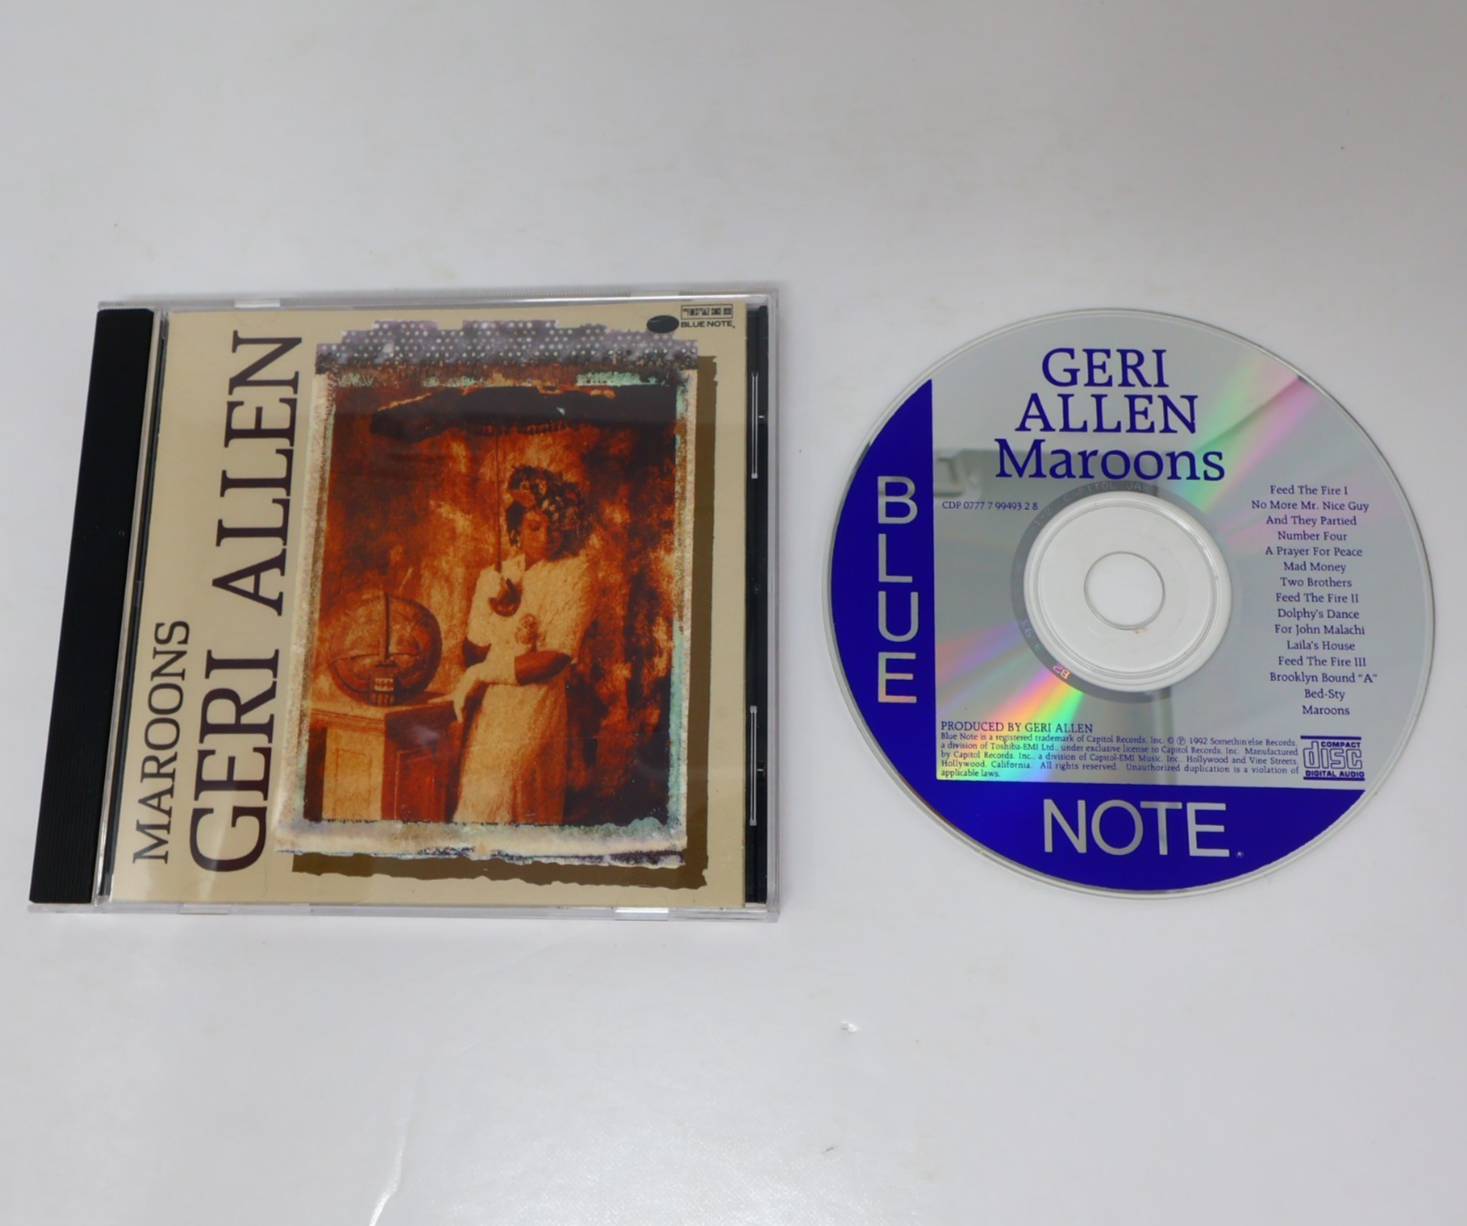 MAROONS
GERI ALLEN
BLUE NOTE
GERI
ALLEN
Maroons
CDP 0777 7 99493 2 8
Feed The Fire I
No More Mr. Nice Guy
And They Partied
Number Four
A Prayer For Peace
Mad Money
Two Brothers
Feed The Fire II
Dolphy's Dance
For John Malachi
Laila's House
Feed The Fire III
Brooklyn Bound "A"
Bed-Sty
Maroons
BLUE
PRODUCED BY GERI ALLEN
Blue Note is a registered trademark of Capitol Records, Inc. © ℗ 1992 Somethin'else Records,
a division of Toshiba-EMI Ltd., under exclusive license to Capitol Records, Inc. Manufactured
by Capitol Records, Inc., a division of Capitol-EMI Music, Inc., Hollywood and Vine Streets,
Hollywood, California. All rights reserved. Unauthorized duplication is a violation of
applicable laws.
COMPACT
disc
DIGITAL AUDIO
NOTE